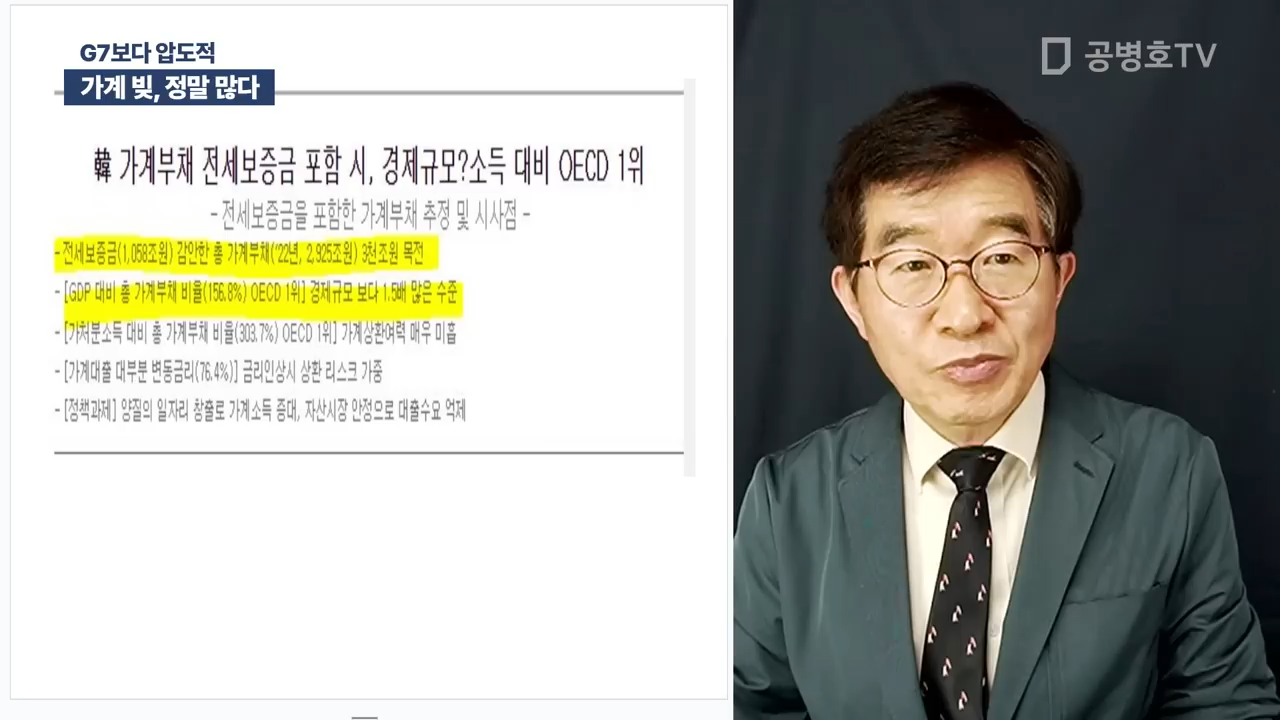 G7보다 압도적
가계 빚, 정말 많다
공병호TV
韓 가계부채 전세보증금 포함 시, 경제규모?소득 대비 OECD 1위
- 전세보증금을 포함한 가계부채 추정 및 시사점 -
- 전세보증금(1,058조원) 감안한 총 가계부채('22년, 2,925조원) 3천조원 목전
- [GDP 대비 총 가계부채 비율(156.8%) OECD 1위] 경제규모 보다 1.5배 많은 수준
- [가처분소득 대비 총 가계부채 비율(303.7%) OECD 1위] 가계상환여력 매우 미흡
- [가계대출 대부분 변동금리(76.4%)] 금리인상시 상환 리스크 가중
- [정책과제] 양질의 일자리 창출로 가계소득 증대, 자산시장 안정으로 대출수요 억제